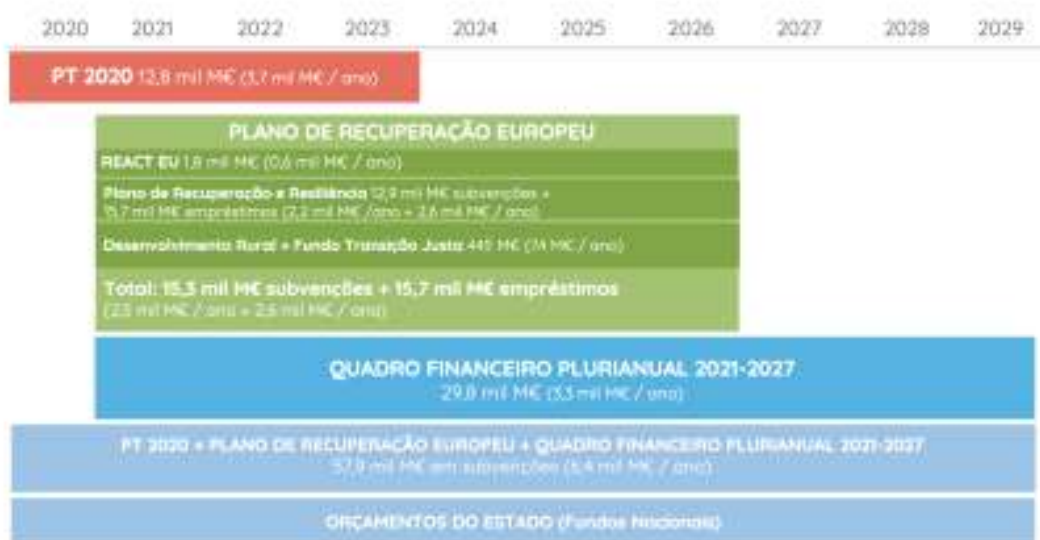 2020 2021 2022 2023 2024 2025 2026 2027 2028 2029
PT 2020 12,8 mil M€ (3,7 mil M€ / ano)
PLANO DE RECUPERAÇÃO EUROPEU
REACT EU 1,8 mil M€ (0,6 mil M€ / ano)
Plano de Recuperação e Resiliência 12,9 mil M€ subvenções +
15,7 mil M€ empréstimos (2,2 mil M€ /ano + 2,6 mil M€ / ano)
Desenvolvimento Rural + Fundo Transição Justa M€ (74 M€ / ano)
Total: 15,3 mil M€ subvenções + 15,7 mil M€ empréstimos
(2,5 mil M€ / ano + 2,6 mil M€ / ano)
QUADRO FINANCEIRO PLURIANUAL 2021-2027
29,8 mil M€ (3,3 mil M€ / ano)
PT 2020 + PLANO DE RECUPERAÇÃO EUROPEU + QUADRO FINANCEIRO PLURIANUAL 2021-2027
57,9 mil M€ em subvenções (6,4 mil M€ / ano)
ORÇAMENTOS DO ESTADO (Fundos Nacionais)